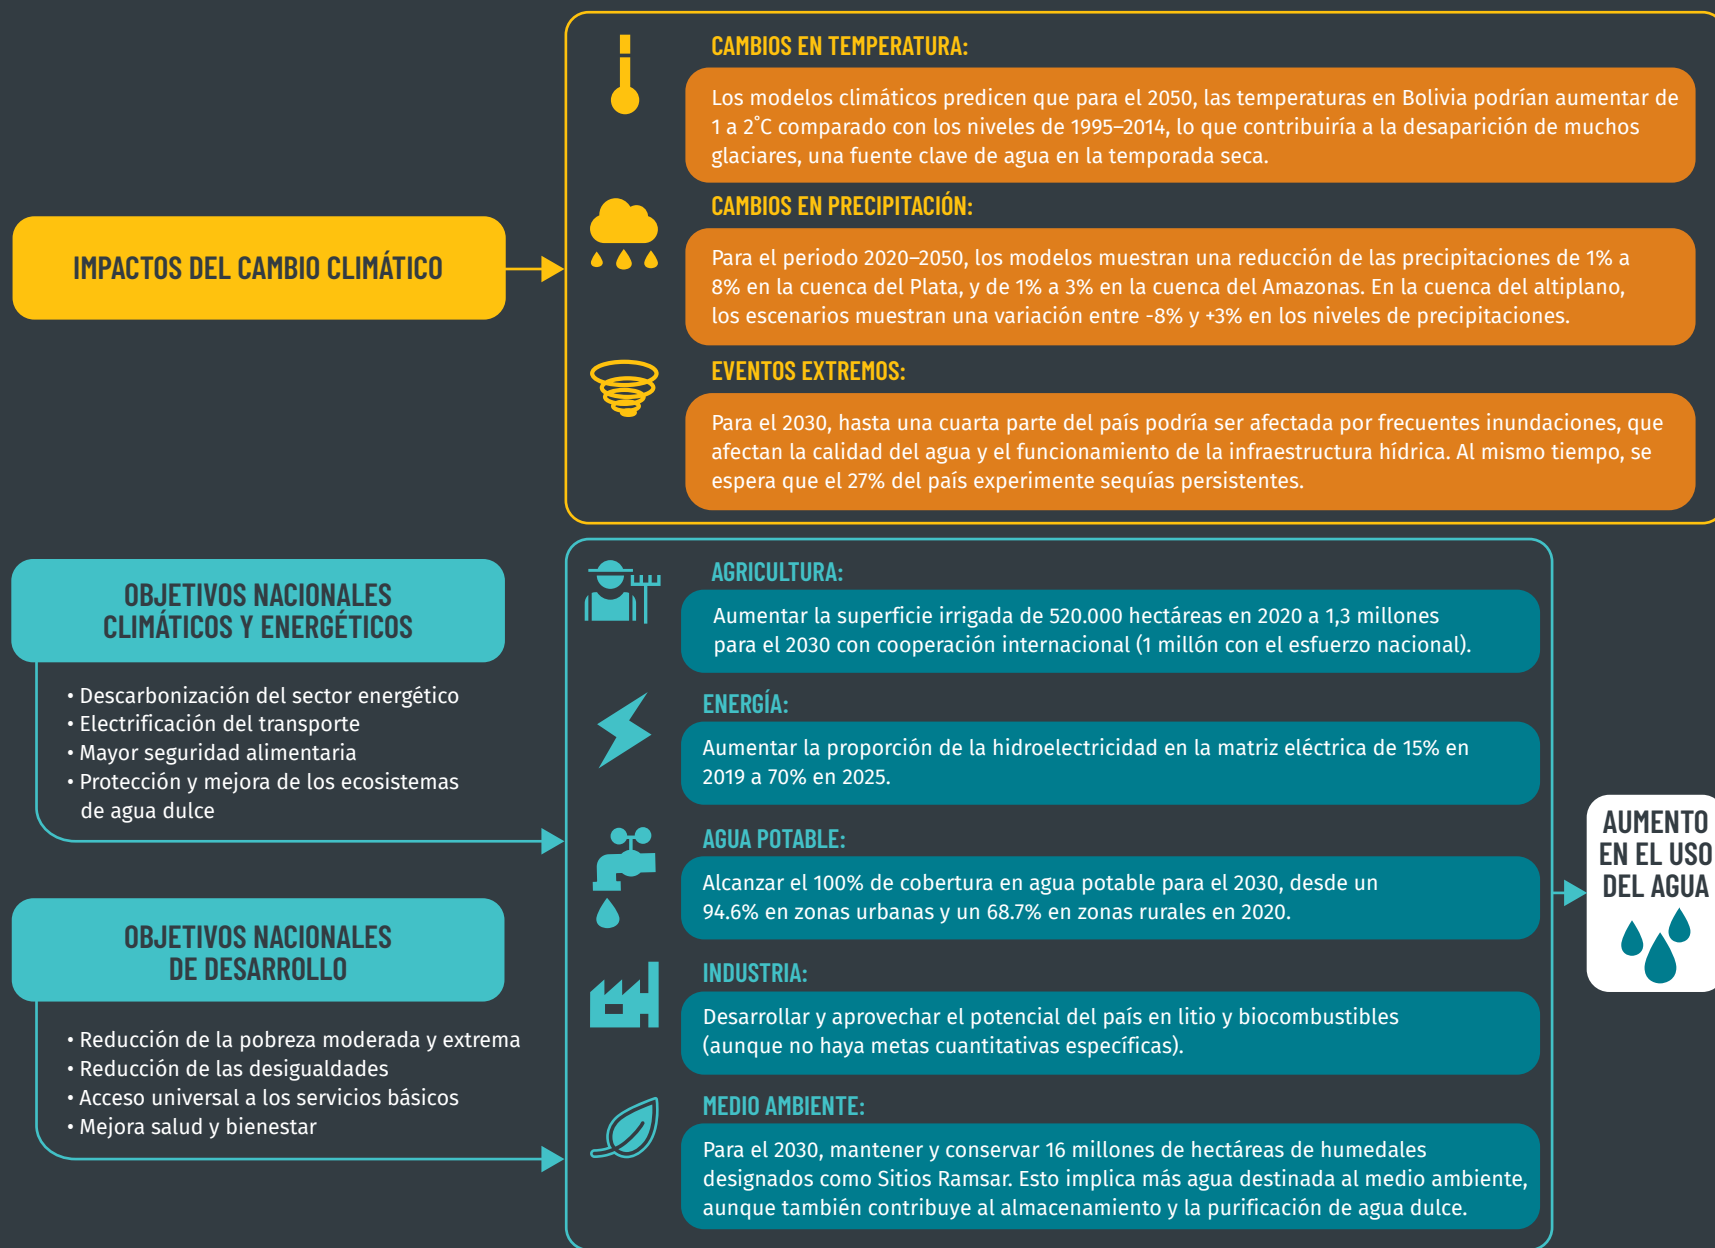 IMPACTOS DEL CAMBIO CLIMÁTICO
CAMBIOS EN TEMPERATURA:
Los modelos climáticos predicen que para el 2050, las temperaturas en Bolivia podrían aumentar de
1 a 2°C comparado con los niveles de 1995–2014, lo que contribuiría a la desaparición de muchos
glaciares, una fuente clave de agua en la temporada seca.
CAMBIOS EN PRECIPITACIÓN:
Para el periodo 2020–2050, los modelos muestran una reducción de las precipitaciones de 1% a
8% en la cuenca del Plata, y de 1% a 3% en la cuenca del Amazonas. En la cuenca del altiplano,
los escenarios muestran una variación entre -8% y +3% en los niveles de precipitaciones.
EVENTOS EXTREMOS:
Para el 2030, hasta una cuarta parte del país podría ser afectada por frecuentes inundaciones, que
afectan la calidad del agua y el funcionamiento de la infraestructura hídrica. Al mismo tiempo, se
espera que el 27% del país experimente sequías persistentes.
OBJETIVOS NACIONALES
CLIMÁTICOS Y ENERGÉTICOS
• Descarbonización del sector energético
• Electrificación del transporte
• Mayor seguridad alimentaria
• Protección y mejora de los ecosistemas
de agua dulce
OBJETIVOS NACIONALES
DE DESARROLLO
• Reducción de la pobreza moderada y extrema
• Reducción de las desigualdades
• Acceso universal a los servicios básicos
• Mejora salud y bienestar
AGRICULTURA:
Aumentar la superficie irrigada de 520.000 hectáreas en 2020 a 1,3 millones
para el 2030 con cooperación internacional (1 millón con el esfuerzo nacional).
ENERGÍA:
Aumentar la proporción de la hidroelectricidad en la matriz eléctrica de 15% en
2019 a 70% en 2025.
AGUA POTABLE:
Alcanzar el 100% de cobertura en agua potable para el 2030, desde un
94.6% en zonas urbanas y un 68.7% en zonas rurales en 2020.
INDUSTRIA:
Desarrollar y aprovechar el potencial del país en litio y biocombustibles
(aunque no haya metas cuantitativas específicas).
MEDIO AMBIENTE:
Para el 2030, mantener y conservar 16 millones de hectáreas de humedales
designados como Sitios Ramsar. Esto implica más agua destinada al medio ambiente,
aunque también contribuye al almacenamiento y la purificación de agua dulce.
AUMENTO
EN EL USO
DEL AGUA